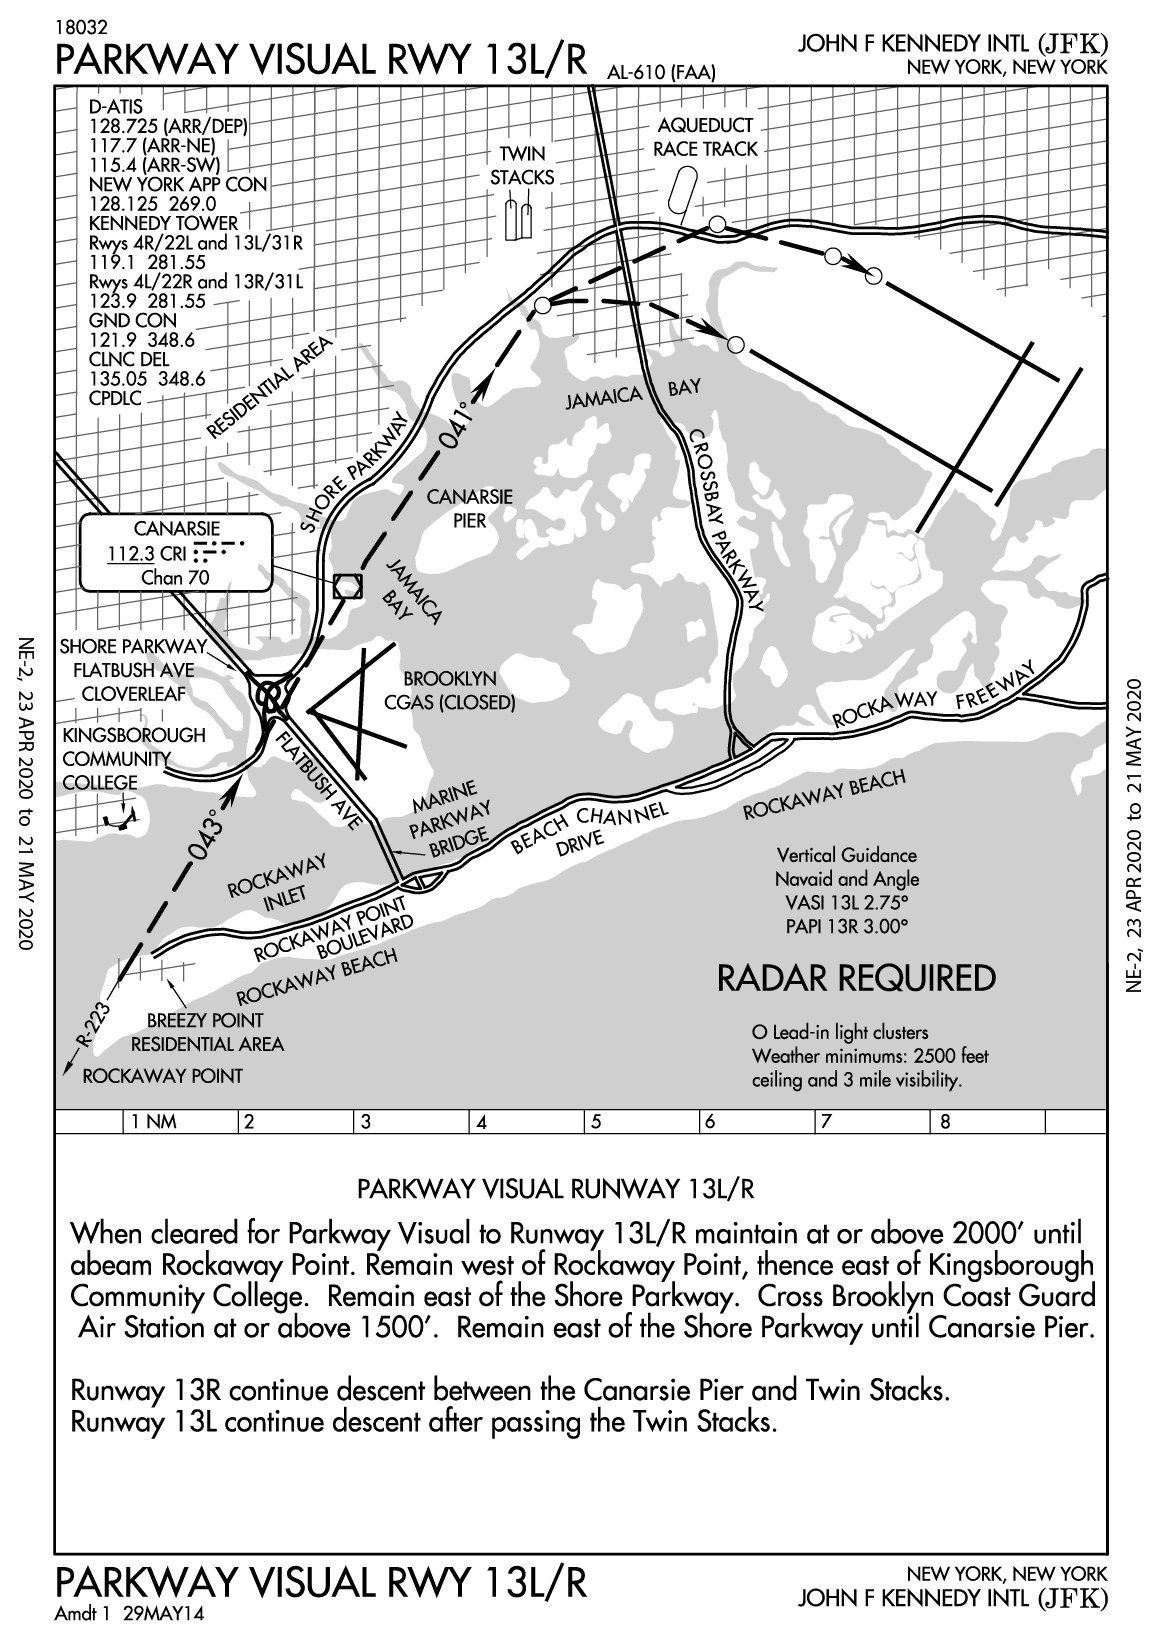 18032
PARKWAY VISUAL RWY 13L/R
AL-610 (FAA)
JOHN F KENNEDY INTL (JFK)
NEW YORK, NEW YORK
D-ATIS
128.725 (ARR/DEP)
117.7 (ARR-NE)
115.4 (ARR-SW)
NEW YORK APP CON
128.125 269.0
KENNEDY TOWER
Rwys 4R/22L and 13L/31R
119.1 281.55
Rwys 4L/22R and 13R/31L
123.9 281.55
GND CON
121.9 348.6
CLNC DEL
135.05 348.6
CPDLC
TWIN
STACKS
AQUEDUCT
RACE TRACK
RESIDENTIAL AREA
SHORE PARKWAY
041°
JAMAICA BAY
CROSSBAY PARKWAY
CANARSIE
PIER
CANARSIE
112.3 CRI
Chan 70
JAMAICA
BAY
SHORE PARKWAY
FLATBUSH AVE
CLOVERLEAF
BROOKLYN
CGAS (CLOSED)
KINGSBOROUGH
COMMUNITY
COLLEGE
FLATBUSH AVE
043°
MARINE
PARKWAY
BRIDGE
ROCKAWAY FREEWAY
ROCKAWAY BEACH
BEACH CHANNEL
DRIVE
ROCKAWAY
INLET
ROCKAWAY POINT
BOULEVARD
ROCKAWAY BEACH
R-223
BREEZY POINT
RESIDENTIAL AREA
ROCKAWAY POINT
Vertical Guidance
Navaid and Angle
VASI 13L 2.75°
PAPI 13R 3.00°
RADAR REQUIRED
O Lead-in light clusters
Weather minimums: 2500 feet
ceiling and 3 mile visibility.
1 NM 2 3 4 5 6 7 8
PARKWAY VISUAL RUNWAY 13L/R
When cleared for Parkway Visual to Runway 13L/R maintain at or above 2000′ until
abeam Rockaway Point. Remain west of Rockaway Point, thence east of Kingsborough
Community College. Remain east of the Shore Parkway. Cross Brooklyn Coast Guard
Air Station at or above 1500′. Remain east of the Shore Parkway until Canarsie Pier.
Runway 13R continue descent between the Canarsie Pier and Twin Stacks.
Runway 13L continue descent after passing the Twin Stacks.
PARKWAY VISUAL RWY 13L/R
Amdt 1 29MAY14
NEW YORK, NEW YORK
JOHN F KENNEDY INTL (JFK)
NE-2, 23 APR 2020 to 21 MAY 2020
NE-2, 23 APR 2020 to 21 MAY 2020